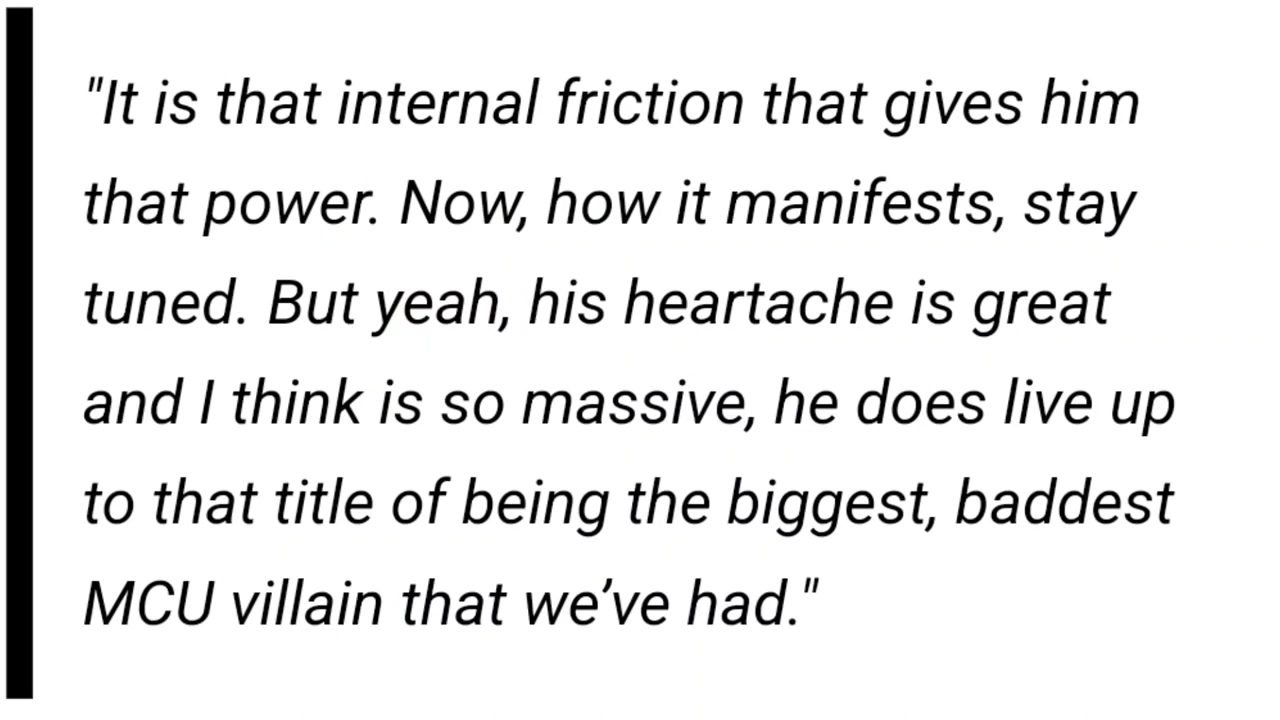 "It is that internal friction that gives him
that power. Now, how it manifests, stay
tuned. But yeah, his heartache is great
and I think is so massive, he does live up
to that title of being the biggest, baddest
MCU villain that we’ve had."